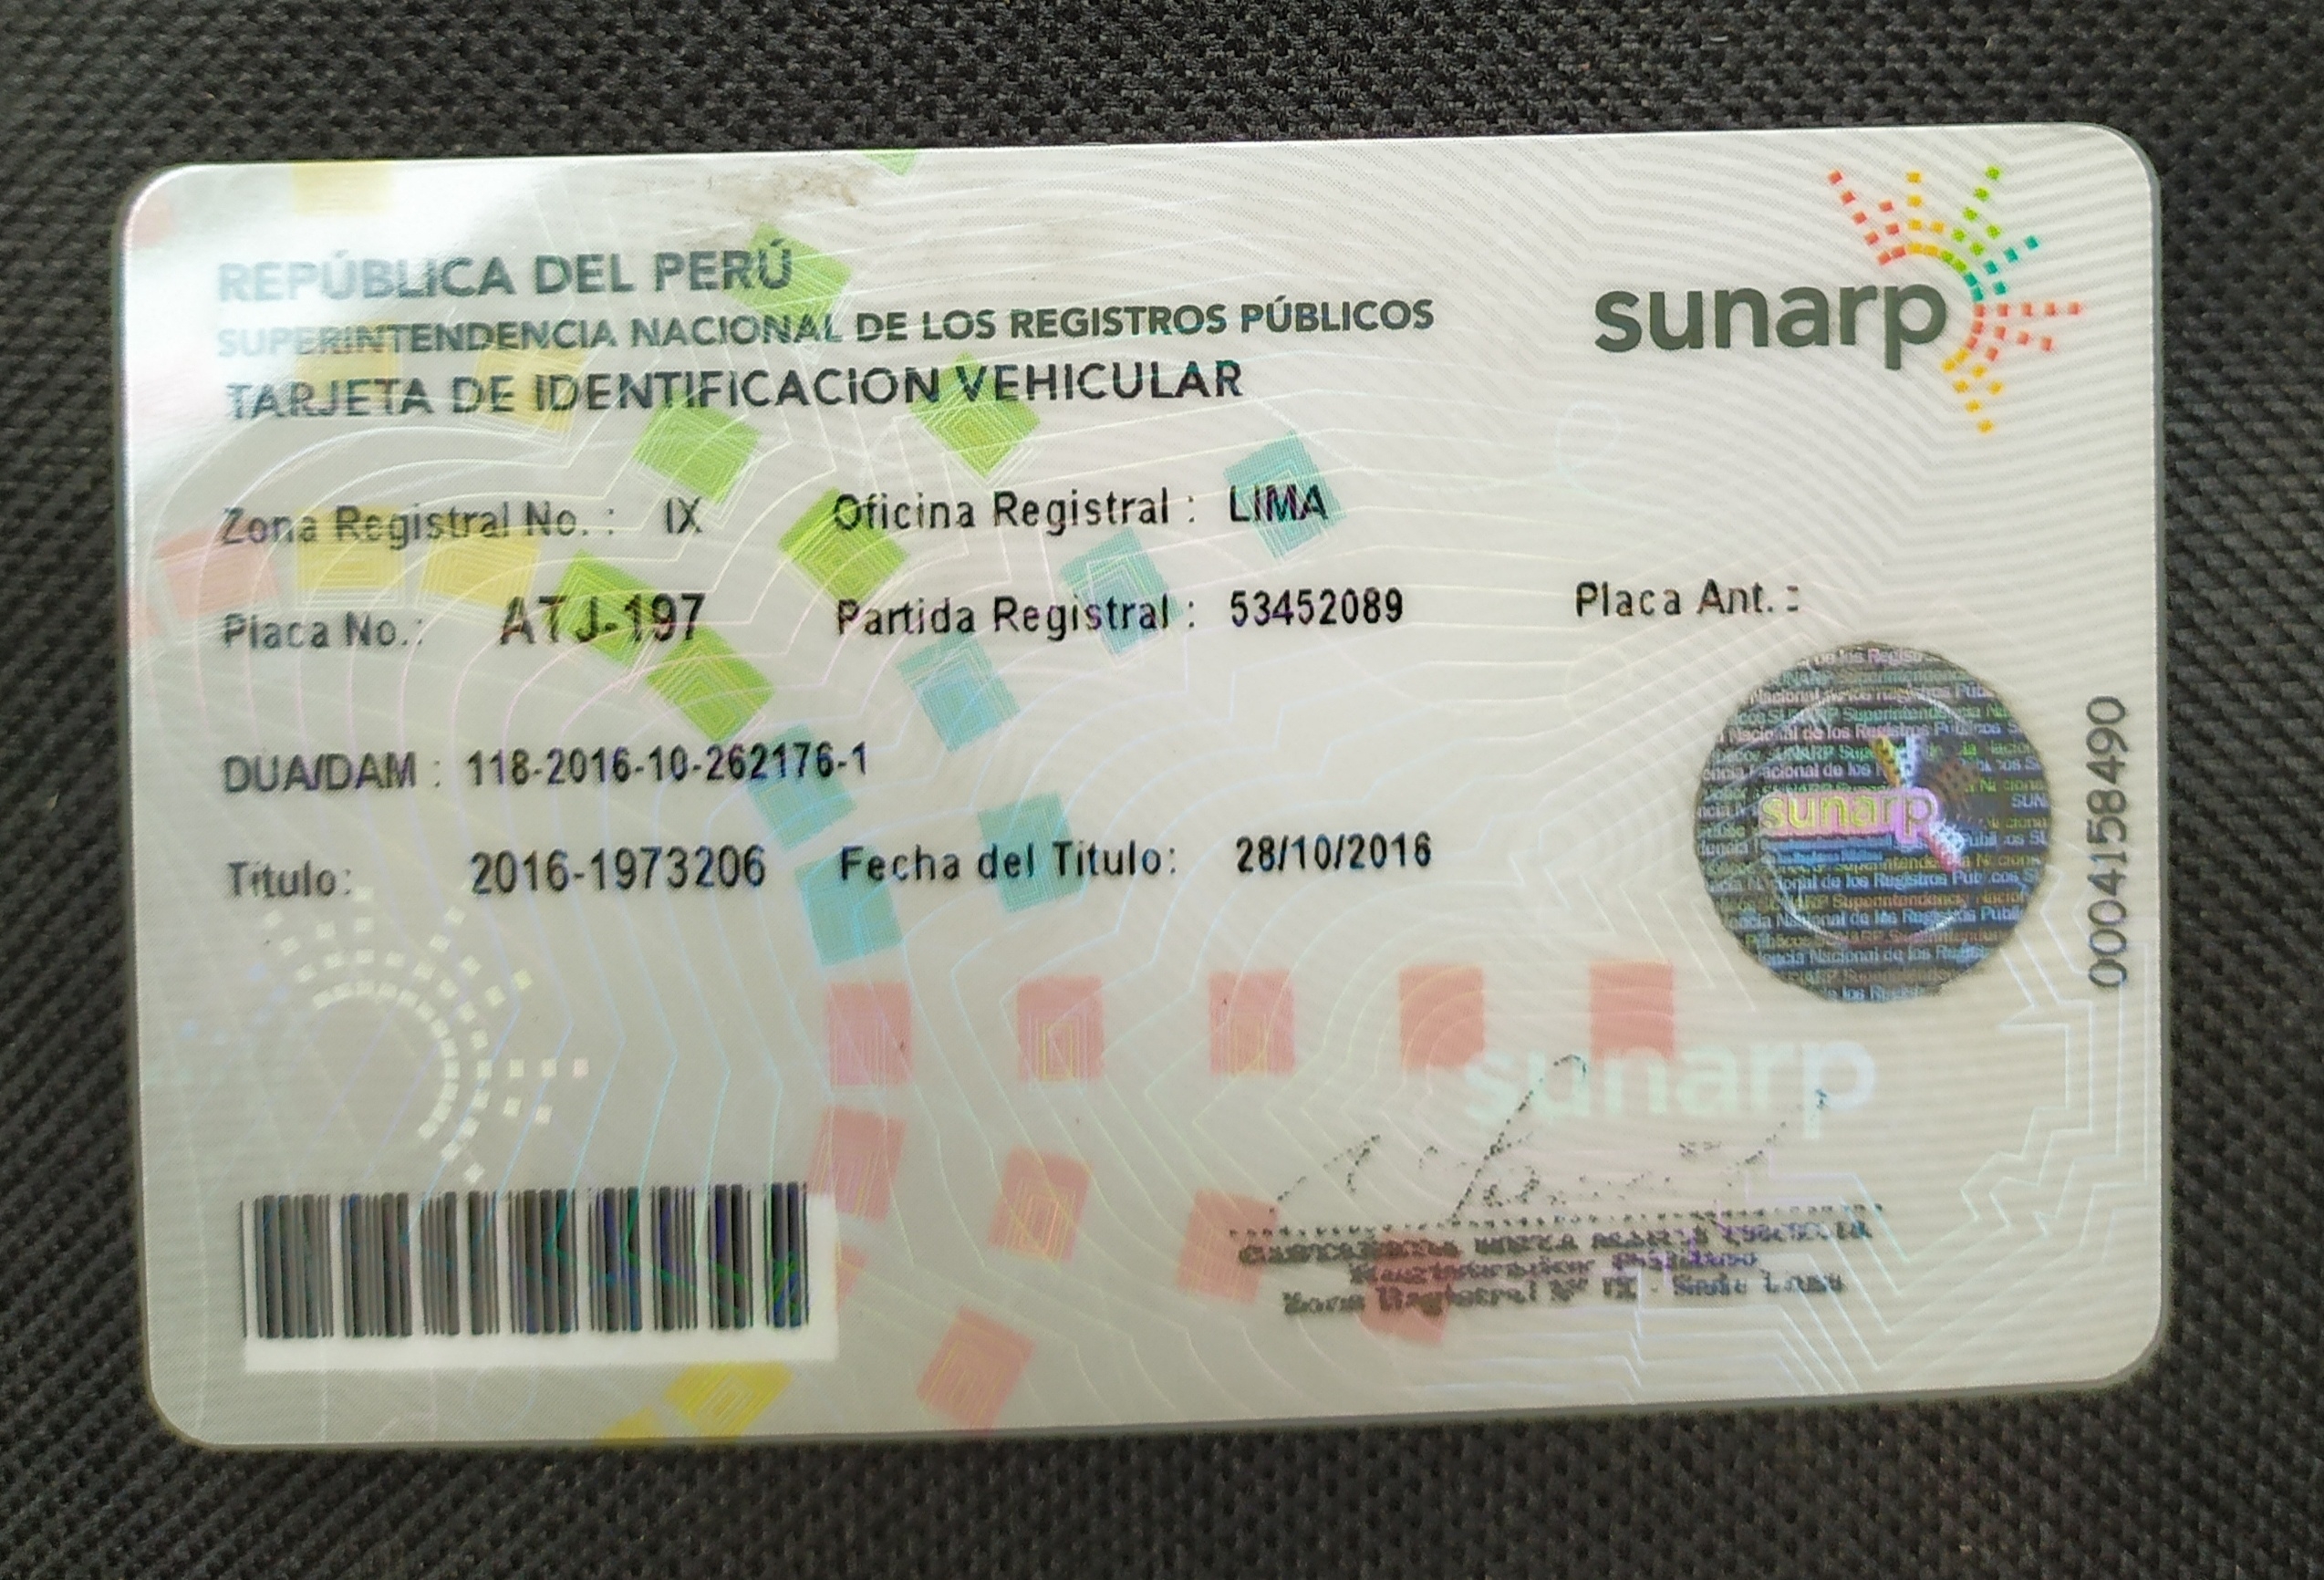 REPÚBLICA DEL PERÚ
SUPERINTENDENCIA NACIONAL DE LOS REGISTROS PÚBLICOS
TARJETA DE IDENTIFICACION VEHICULAR
sunarp
Zona Registral No. : IX Oficina Registral : LIMA
Placa No.: ATJ-197 Partida Registral : 53452089 Placa Ant. :
DUA/DAM : 118-2016-10-262176-1
Titulo: 2016-1973206 Fecha del Titulo: 28/10/2016
sunarp
0004158490
sunarp
Registrador Público
Zona Registral Nº IX - Sede Lima